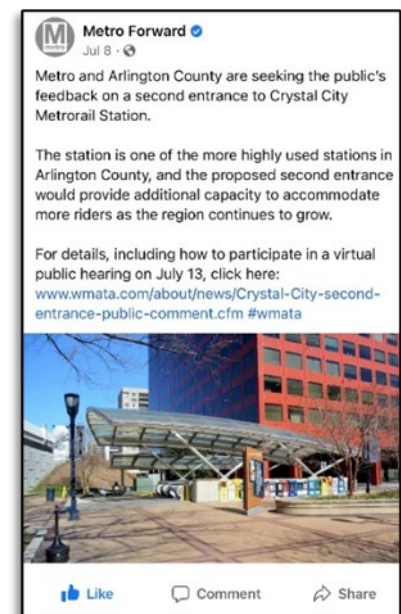 M
metro
Metro Forward
Jul 8 ·
Metro and Arlington County are seeking the public's
feedback on a second entrance to Crystal City
Metrorail Station.
The station is one of the more highly used stations in
Arlington County, and the proposed second entrance
would provide additional capacity to accommodate
more riders as the region continues to grow.
For details, including how to participate in a virtual
public hearing on July 13, click here:
www.wmata.com/about/news/Crystal-City-second-
entrance-public-comment.cfm #wmata
Like Comment Share